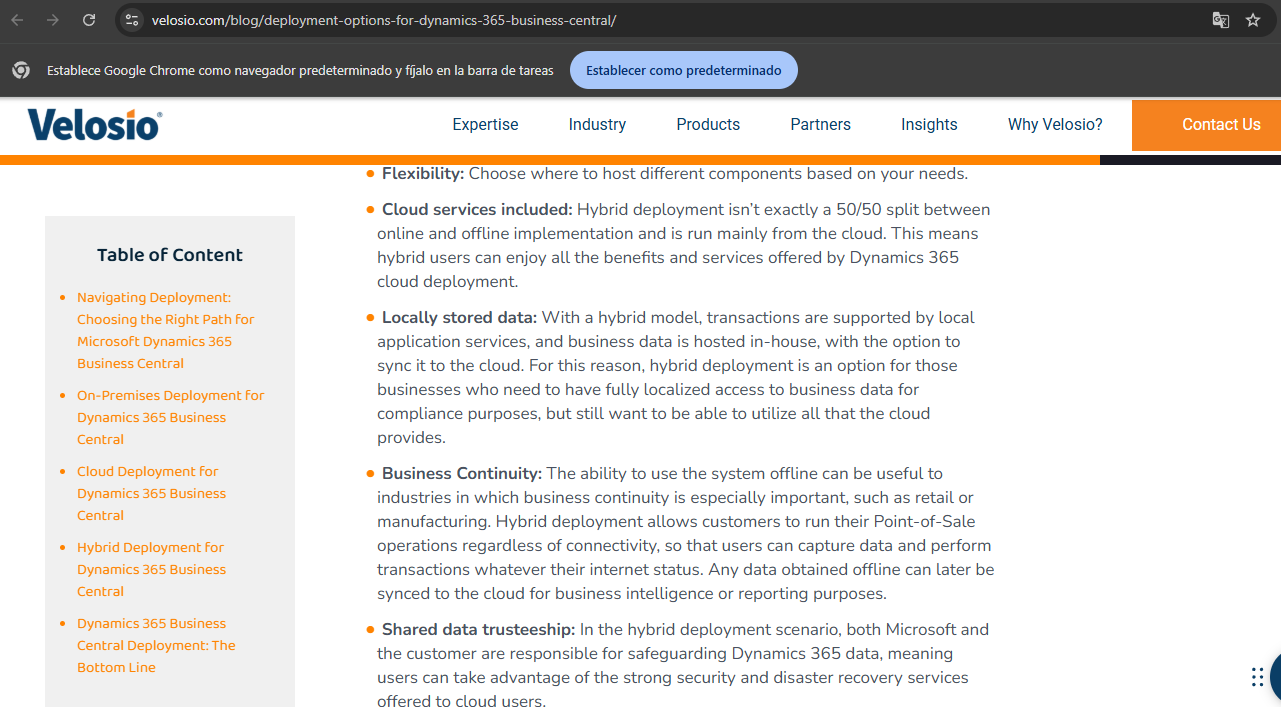 velosio.com/blog/deployment-options-for-dynamics-365-business-central/
Establece Google Chrome como navegador predeterminado y fíjalo en la barra de tareas
Establecer como predeterminado
Velosio®
Expertise
Industry
Products
Partners
Insights
Why Velosio?
Contact Us
Table of Content
• Navigating Deployment:
Choosing the Right Path for
Microsoft Dynamics 365
Business Central
• On-Premises Deployment for
Dynamics 365 Business
Central
• Cloud Deployment for
Dynamics 365 Business
Central
• Hybrid Deployment for
Dynamics 365 Business
Central
• Dynamics 365 Business
Central Deployment: The
Bottom Line
• Flexibility: Choose where to host different components based on your needs.
• Cloud services included: Hybrid deployment isn’t exactly a 50/50 split between
online and offline implementation and is run mainly from the cloud. This means
hybrid users can enjoy all the benefits and services offered by Dynamics 365
cloud deployment.
• Locally stored data: With a hybrid model, transactions are supported by local
application services, and business data is hosted in-house, with the option to
sync it to the cloud. For this reason, hybrid deployment is an option for those
businesses who need to have fully localized access to business data for
compliance purposes, but still want to be able to utilize all that the cloud
provides.
• Business Continuity: The ability to use the system offline can be useful to
industries in which business continuity is especially important, such as retail or
manufacturing. Hybrid deployment allows customers to run their Point-of-Sale
operations regardless of connectivity, so that users can capture data and perform
transactions whatever their internet status. Any data obtained offline can later be
synced to the cloud for business intelligence or reporting purposes.
• Shared data trusteeship: In the hybrid deployment scenario, both Microsoft and
the customer are responsible for safeguarding Dynamics 365 data, meaning
users can take advantage of the strong security and disaster recovery services
offered to cloud users.